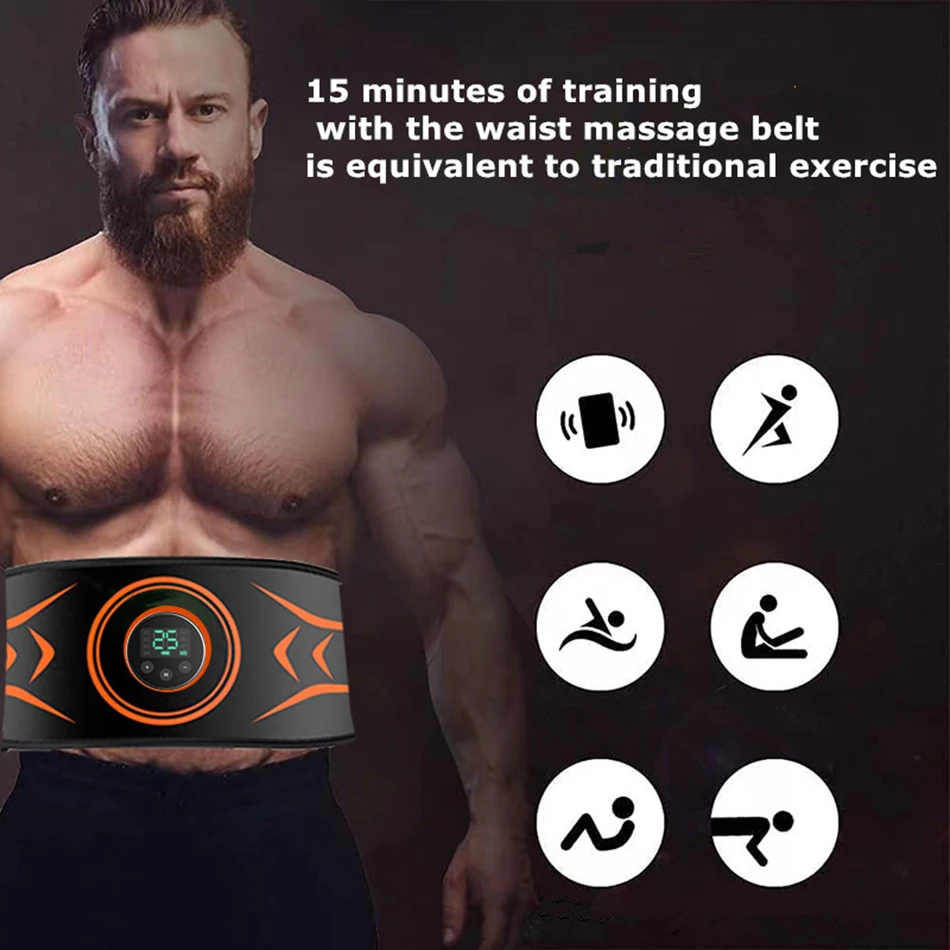 15 minutes of training
with the waist massage belt
is equivalent to traditional exercise
25